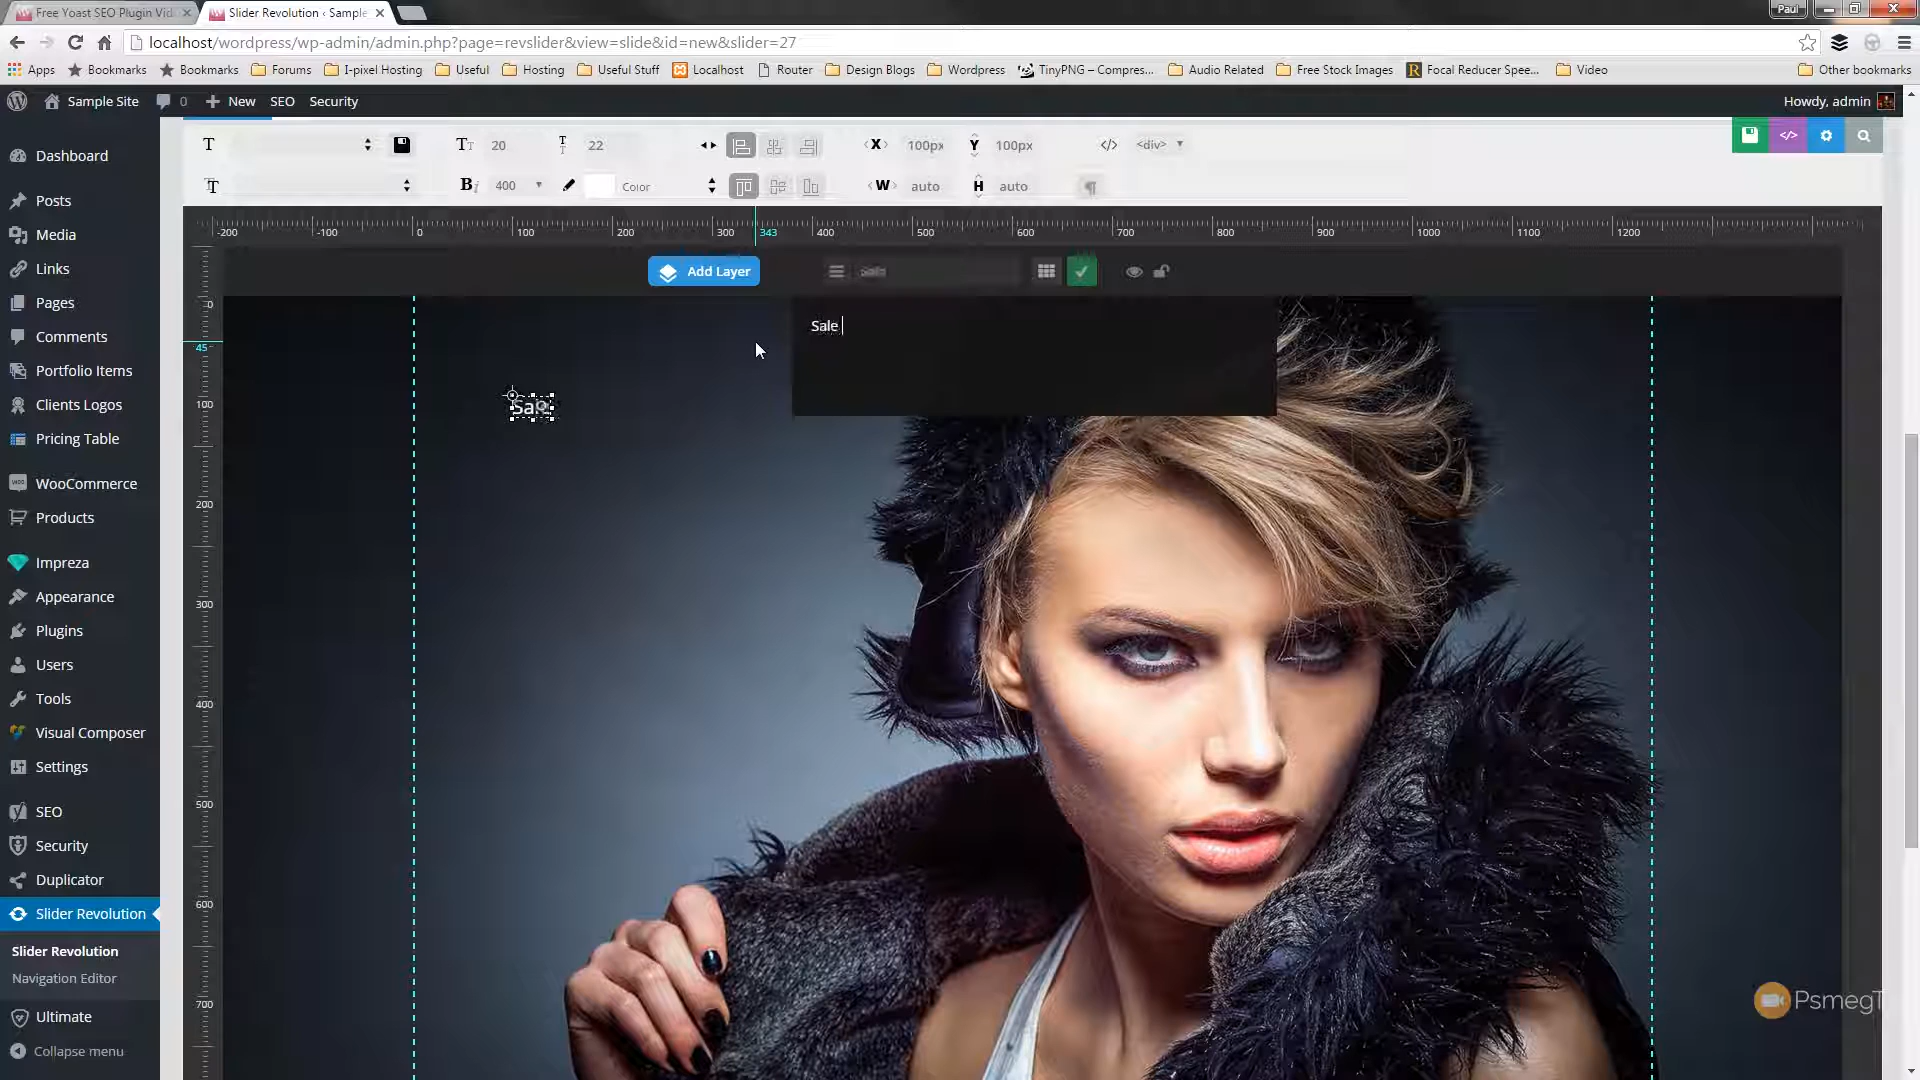 Free Yoast SEO Plugin Vid
Slider Revolution ‹ Sample
Paul
localhost/wordpress/wp-admin/admin.php?page=revslider&view=slide&id=new&slider=27
Apps
Bookmarks
Bookmarks
Forums
I-pixel Hosting
Useful
Hosting
Useful Stuff
Localhost
Router
Design Blogs
Wordpress
TinyPNG – Compres...
Audio Related
Free Stock Images
Focal Reducer Spee...
Video
Other bookmarks
Sample Site
0
New
SEO
Security
Howdy, admin
Dashboard
Posts
Media
Links
Pages
Comments
Portfolio Items
Clients Logos
Pricing Table
WooCommerce
Products
Impreza
Appearance
Plugins
Users
Tools
Visual Composer
Settings
SEO
Security
Duplicator
Slider Revolution
Slider Revolution
Navigation Editor
Ultimate
Collapse menu
20
22
X 100px
Y 100px
</> <div>
</>
400
Color
W auto
H auto
-200 -100 0 100 200 300 343 400 500 600 700 800 900 1000 1100 1200
Add Layer
Sale
0
45
100
200
300
400
500
600
700
Sale
Sale
PsmegT